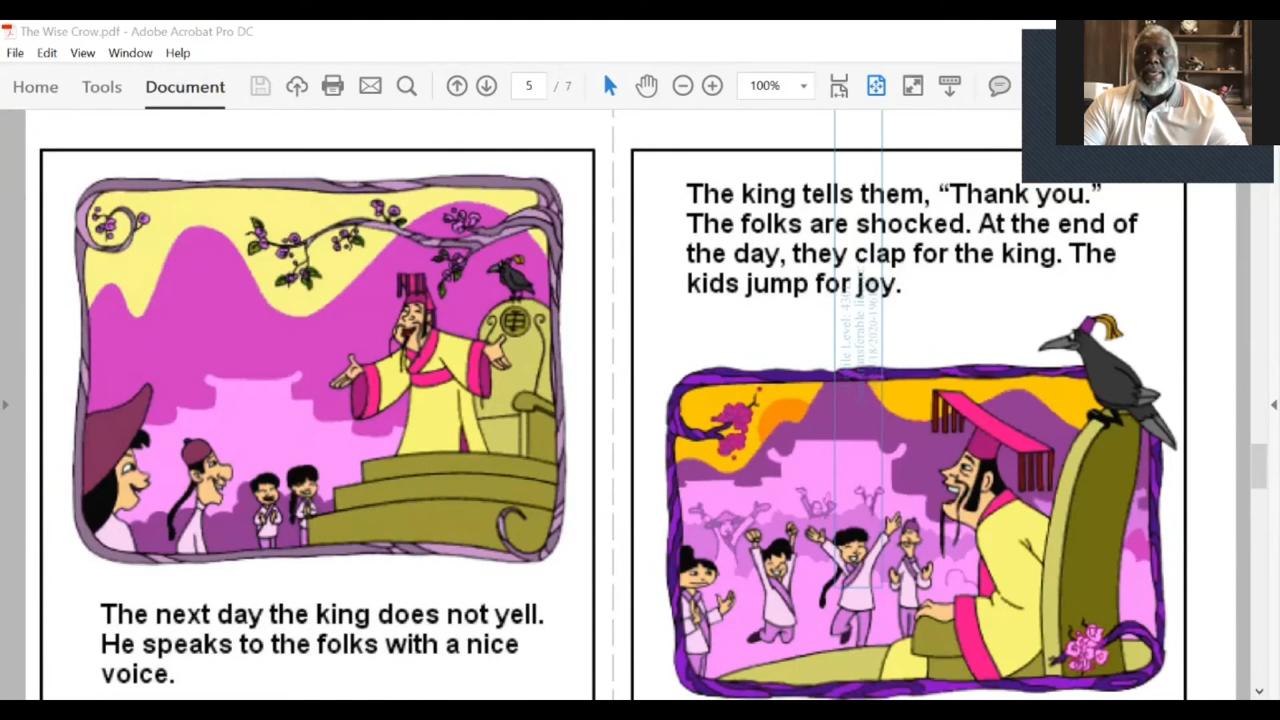 The Wise Crow.pdf - Adobe Acrobat Pro DC
File Edit View Window Help
Home Tools Document 5 / 7 100%
The next day the king does not yell.
He speaks to the folks with a nice
voice.
The king tells them, “Thank you.”
The folks are shocked. At the end of
the day, they clap for the king. The
kids jump for joy.